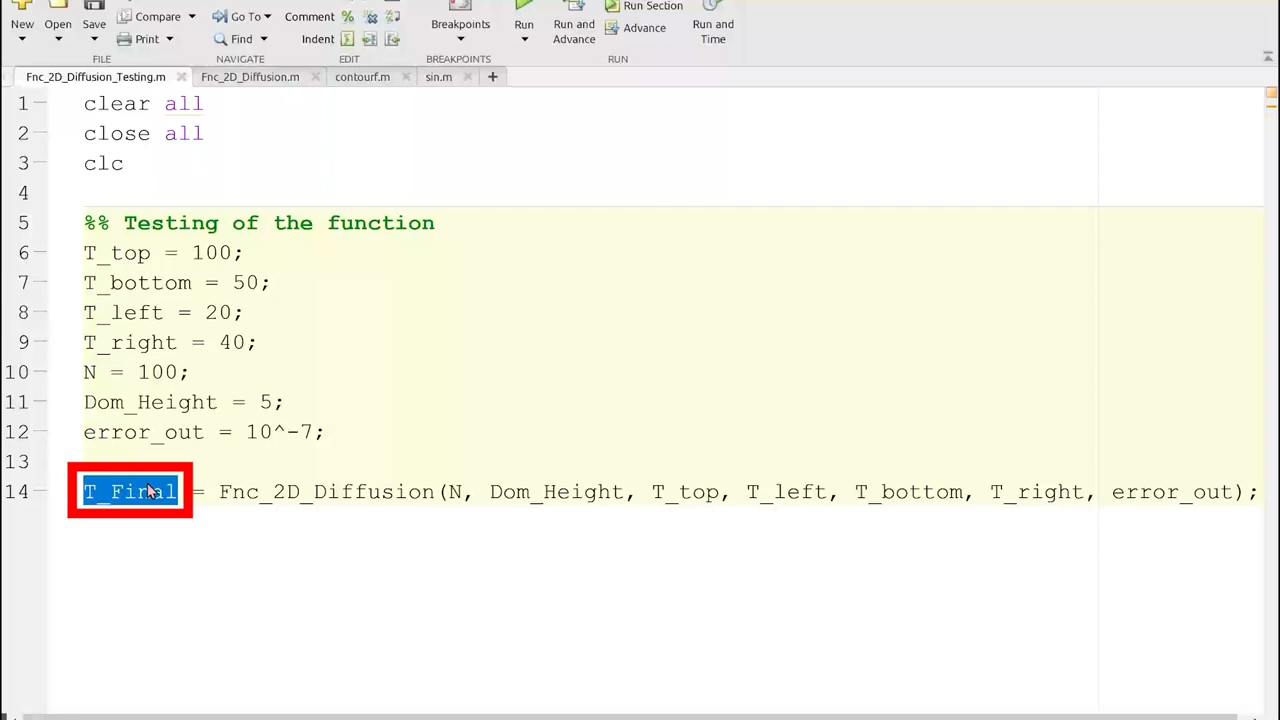 New
Open
Save
Compare
Print
Go To
Find
Comment
Indent
Breakpoints
Run
Run and
Advance
Run Section
Advance
Run and
Time
FILE
NAVIGATE
EDIT
BREAKPOINTS
RUN
Fnc_2D_Diffusion_Testing.m
Fnc_2D_Diffusion.m
contourf.m
sin.m
1 clear all
2 close all
3 clc
4
5 %% Testing of the function
6 T_top = 100;
7 T_bottom = 50;
8 T_left = 20;
9 T_right = 40;
10 N = 100;
11 Dom_Height = 5;
12 error_out = 10^-7;
13
14 T_Final = Fnc_2D_Diffusion(N, Dom_Height, T_top, T_left, T_bottom, T_right, error_out);